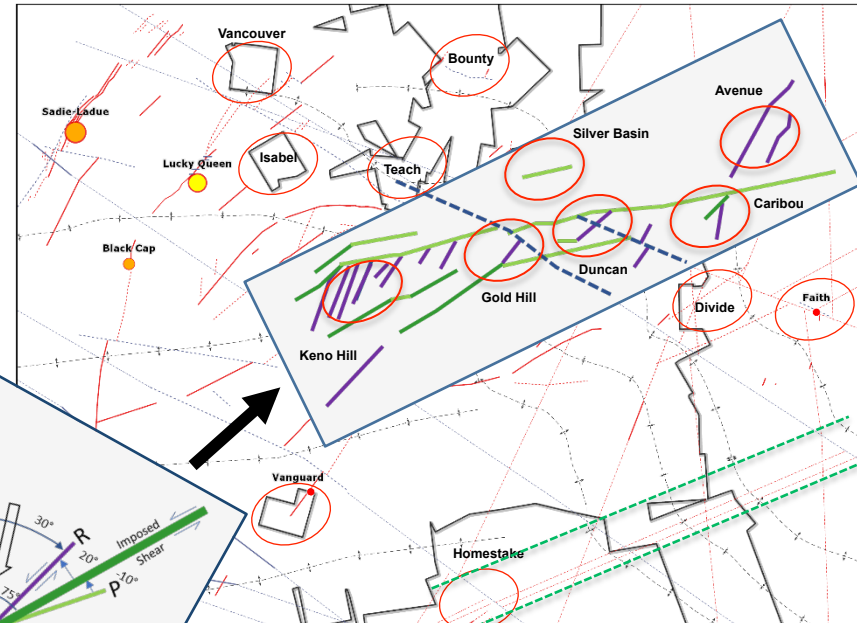 Vancouver
Bounty
Avenue
Sadie-Ladue
Silver Basin
Isabel
Lucky Queen
Teach
Caribou
Black Cap
Duncan
Gold Hill
Divide
Faith
Keno Hill
Vanguard
Imposed
Shear
30°
R
20°
-10°
P
75°
Homestake